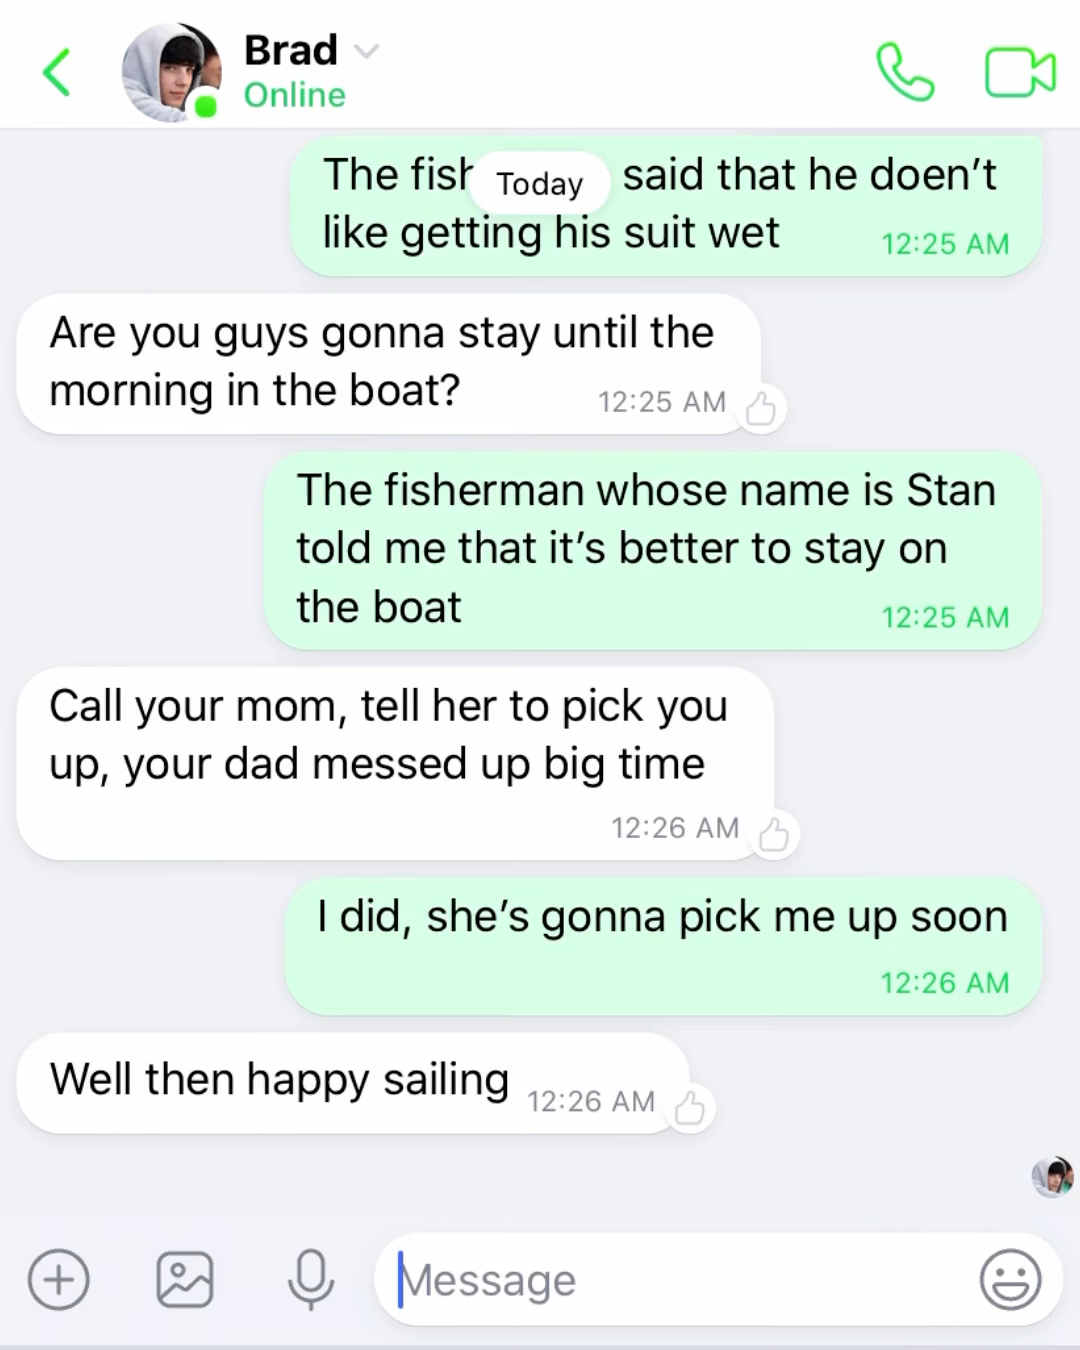 Brad
Online
Today
The fish said that he doen't
like getting his suit wet
12:25 AM
Are you guys gonna stay until the
morning in the boat?
12:25 AM
The fisherman whose name is Stan
told me that it's better to stay on
the boat
12:25 AM
Call your mom, tell her to pick you
up, your dad messed up big time
12:26 AM
I did, she's gonna pick me up soon
12:26 AM
Well then happy sailing
12:26 AM
Message